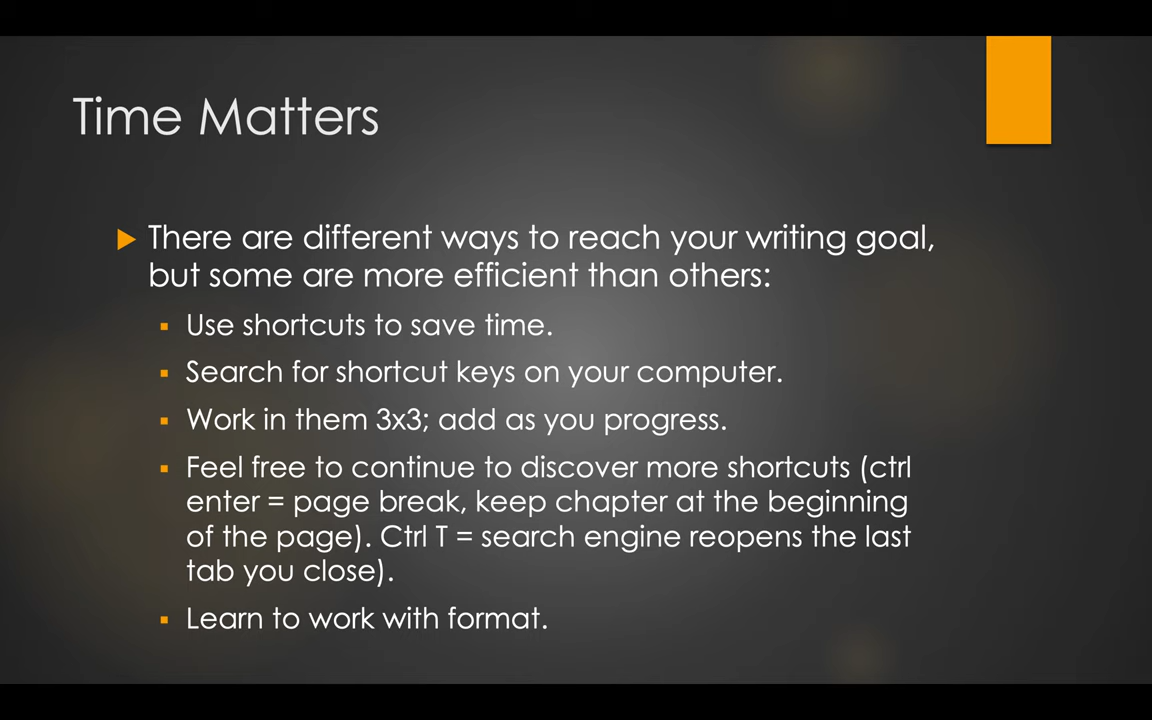 Time Matters
There are different ways to reach your writing goal,
but some are more efficient than others:
Use shortcuts to save time.
Search for shortcut keys on your computer.
Work in them 3x3; add as you progress.
Feel free to continue to discover more shortcuts (ctrl
enter = page break, keep chapter at the beginning
of the page). Ctrl T = search engine reopens the last
tab you close).
Learn to work with format.